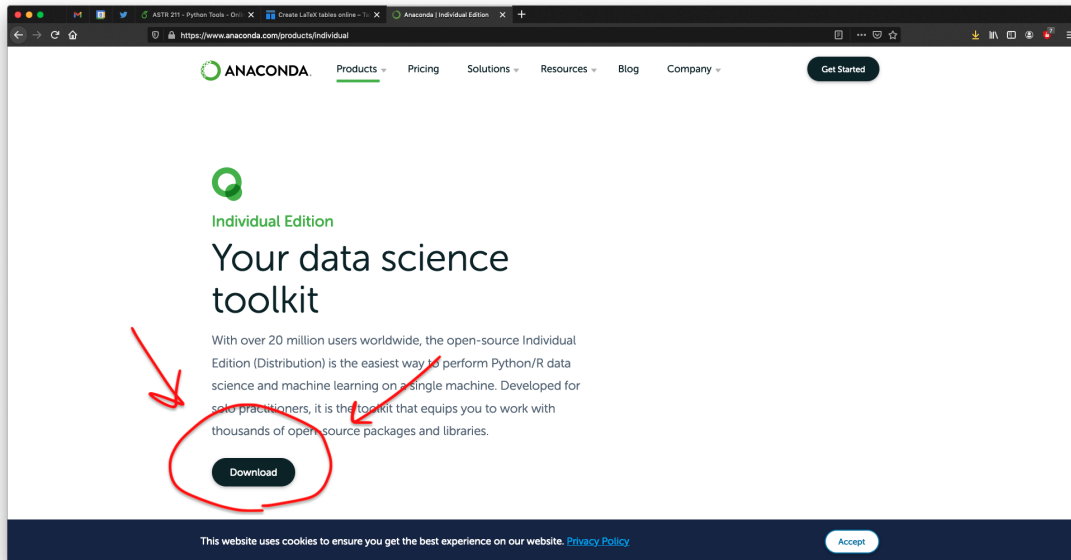 ASTR 211 - Python Tools - Onli
Create LaTeX tables online – Ta
Anaconda | Individual Edition
https://www.anaconda.com/products/individual
ANACONDA.
Products
Pricing
Solutions
Resources
Blog
Company
Get Started
Individual Edition
Your data science
toolkit
With over 20 million users worldwide, the open-source Individual
Edition (Distribution) is the easiest way to perform Python/R data
science and machine learning on a single machine. Developed for
solo practitioners, it is the toolkit that equips you to work with
thousands of open-source packages and libraries.
Download
This website uses cookies to ensure you get the best experience on our website. Privacy Policy
Accept